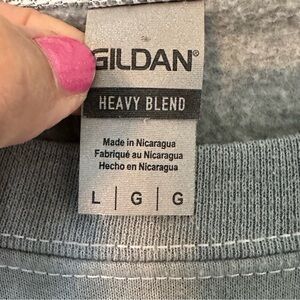 GILDAN®
HEAVY BLEND
Made in Nicaragua
Fabriqué au Nicaragua
Hecho en Nicaragua
L | G | G